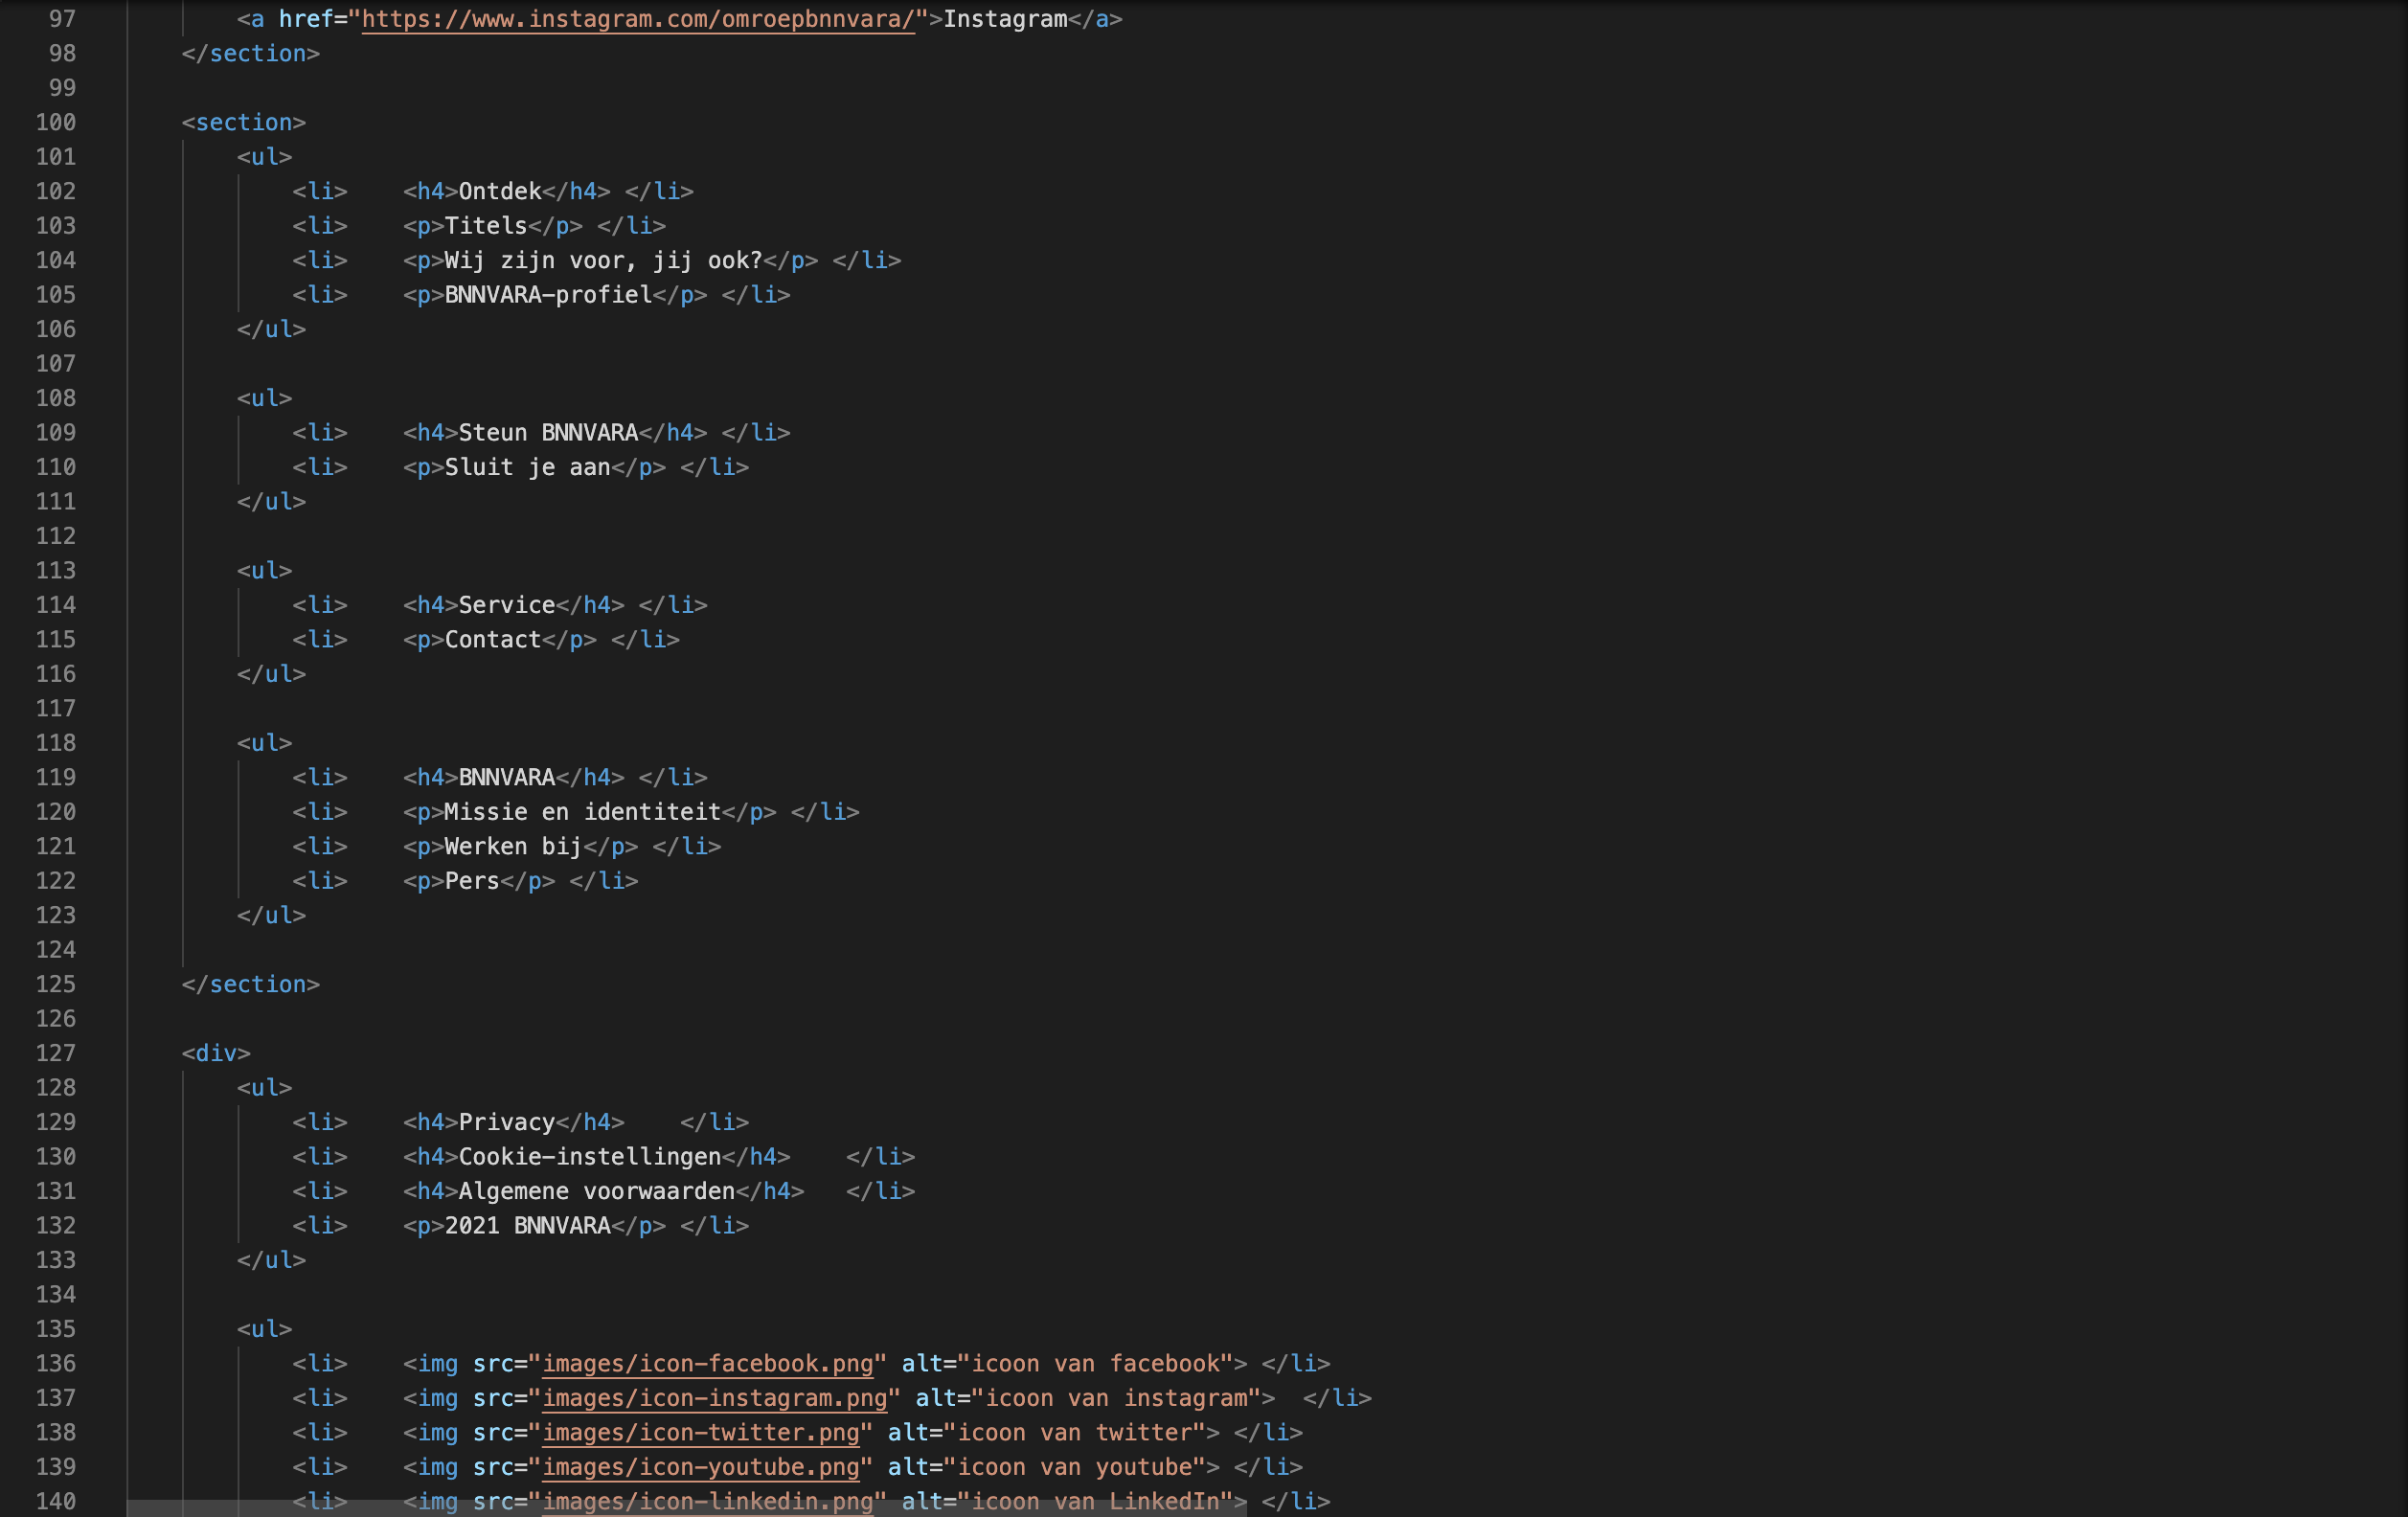 97 <a href="https://www.instagram.com/omroepbnnvara/">Instagram</a>
98 </section>
99
100 <section>
101 <ul>
102 <li> <h4>Ontdek</h4> </li>
103 <li> <p>Titels</p> </li>
104 <li> <p>Wij zijn voor, jij ook?</p> </li>
105 <li> <p>BNNVARA-profiel</p> </li>
106 </ul>
107
108 <ul>
109 <li> <h4>Steun BNNVARA</h4> </li>
110 <li> <p>Sluit je aan</p> </li>
111 </ul>
112
113 <ul>
114 <li> <h4>Service</h4> </li>
115 <li> <p>Contact</p> </li>
116 </ul>
117
118 <ul>
119 <li> <h4>BNNVARA</h4> </li>
120 <li> <p>Missie en identiteit</p> </li>
121 <li> <p>Werken bij</p> </li>
122 <li> <p>Pers</p> </li>
123 </ul>
124
125 </section>
126
127 <div>
128 <ul>
129 <li> <h4>Privacy</h4> </li>
130 <li> <h4>Cookie-instellingen</h4> </li>
131 <li> <h4>Algemene voorwaarden</h4> </li>
132 <li> <p>2021 BNNVARA</p> </li>
133 </ul>
134
135 <ul>
136 <li> <img src="images/icon-facebook.png" alt="icoon van facebook"> </li>
137 <li> <img src="images/icon-instagram.png" alt="icoon van instagram"> </li>
138 <li> <img src="images/icon-twitter.png" alt="icoon van twitter"> </li>
139 <li> <img src="images/icon-youtube.png" alt="icoon van youtube"> </li>
140 <li> <img src="images/icon-linkedin.png" alt="icoon van LinkedIn"> </li>